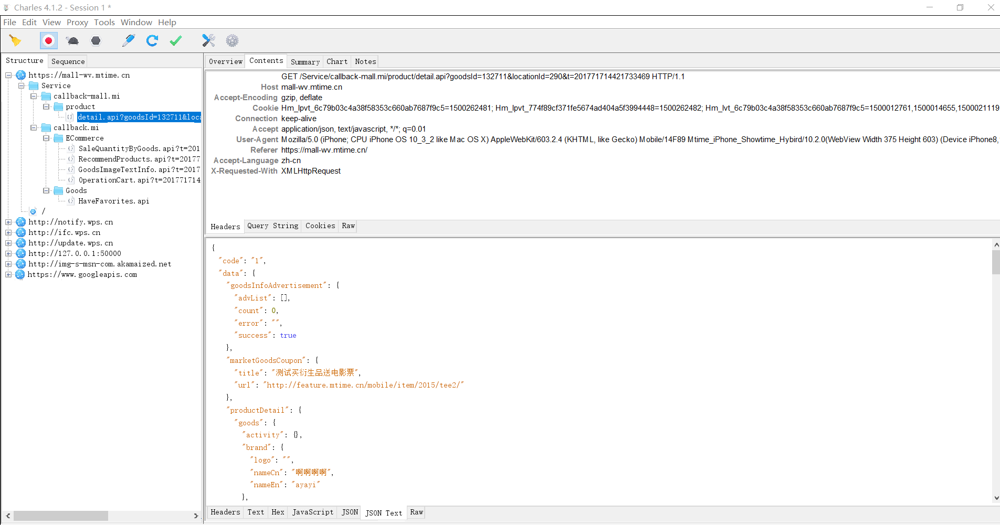 Charles 4.1.2 - Session 1 *
File Edit View Proxy Tools Window Help
Structure Sequence
https://mall-wv.mtime.cn
Service
callback-mall.mi
product
detail.api?goodsId=132711&loca
callback.mi
ECommerce
SaleQuantityByGoods.api?t=201
RecommendProducts.api?t=20177
GoodsImageTextInfo.api?t=2017
OperationCart.api?t=201771714
Goods
HaveFavorites.api
/
http://notify.wps.cn
http://ifc.wps.cn
http://update.wps.cn
http://127.0.0.1:50000
http://img-s-msn-com.akamaized.net
https://www.googleapis.com
Overview Contents Summary Chart Notes
GET /Service/callback-mall.mi/product/detail.api?goodsId=132711&locationId=290&t=201771714421733469 HTTP/1.1
Host mall-wv.mtime.cn
Accept-Encoding gzip, deflate
Cookie Hm_lpvt_6c79b03c4a38f58353c660ab7687f9c5=1500262481; Hm_lpvt_774f89cf371fe5674ad404a5f3994448=1500262482; Hm_lvt_6c79b03c4a38f58353c660ab7687f9c5=1500012761,1500014655,1500021119
Connection keep-alive
Accept application/json, text/javascript, */*; q=0.01
User-Agent Mozilla/5.0 (iPhone; CPU iPhone OS 10_3_2 like Mac OS X) AppleWebKit/603.2.4 (KHTML, like Gecko) Mobile/14F89 Mtime_iPhone_Showtime_Hybird/10.2.0(WebView Width 375 Height 603) (Device iPhone8,
Referer https://mall-wv.mtime.cn/
Accept-Language zh-cn
X-Requested-With XMLHttpRequest
Headers Query String Cookies Raw
{
"code": "1",
"data": {
"goodsInfoAdvertisement": {
"advList": [],
"count": 0,
"error": "",
"success": true
},
"marketGoodsCoupon": {
"title": "测试买衍生品送电影票",
"url": "http://feature.mtime.cn/mobile/item/2015/tee2/"
},
"productDetail": {
"goods": {
"activity": {},
"brand": {
"logo": "",
"nameCn": "啊啊啊啊",
"nameEn": "ayayi"
},
Headers Text Hex JavaScript JSON JSON Text Raw